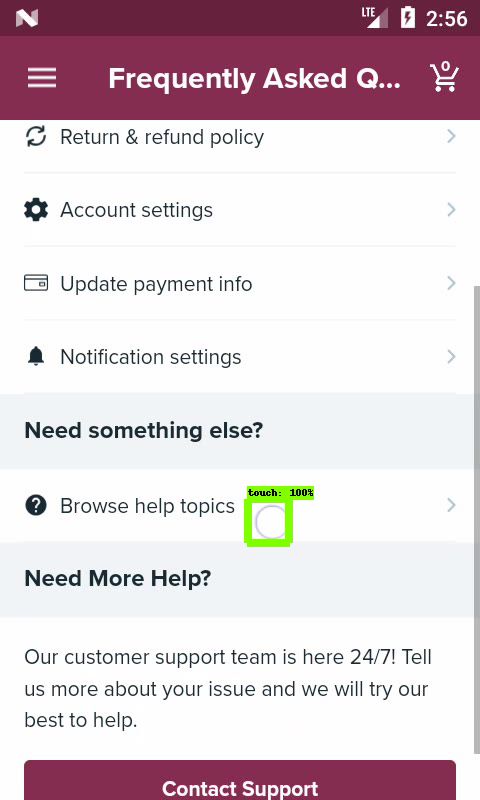 LTE 2:56
Frequently Asked Q... 0
Return & refund policy
Account settings
Update payment info
Notification settings
Need something else?
touch: 100%
Browse help topics
Need More Help?
Our customer support team is here 24/7! Tell
us more about your issue and we will try our
best to help.
Contact Support